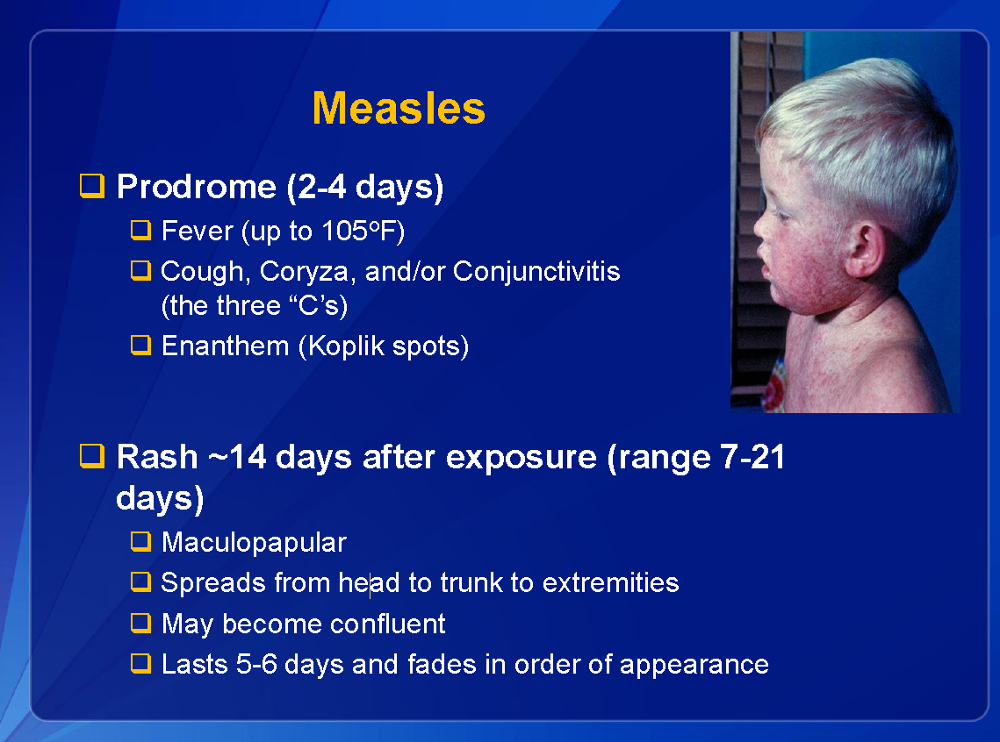 Measles
Prodrome (2-4 days)
Fever (up to 105ºF)
Cough, Coryza, and/or Conjunctivitis
(the three “C’s)
Enanthem (Koplik spots)
Rash ~14 days after exposure (range 7-21
days)
Maculopapular
Spreads from head to trunk to extremities
May become confluent
Lasts 5-6 days and fades in order of appearance